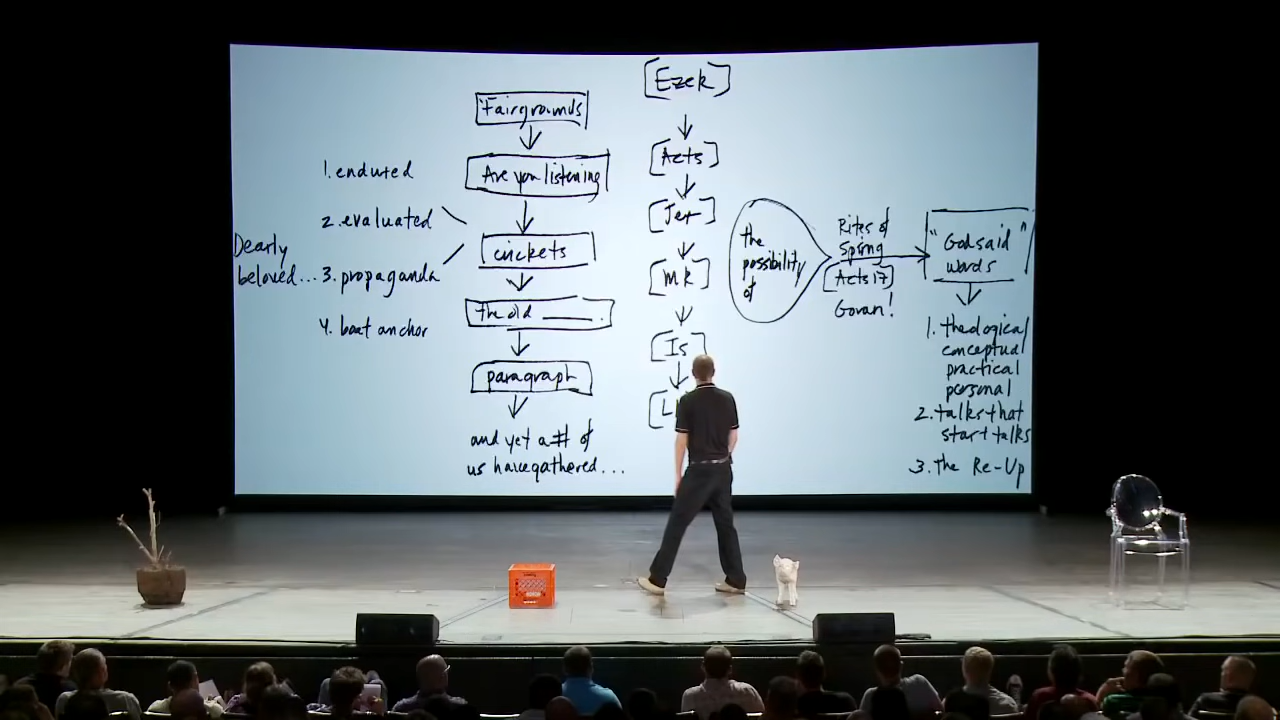 Dearly
beloved...
1. endured
2. evaluated
3. propaganda
4. boat anchor
Fairgrounds
Are you listening
crickets
the old ____.
paragraph
and yet a # of
us have gathered...
[Ezek]
[Acts]
[Jer]
[Mk]
[Is]
the
possibility
of
Rites of
Spring
[Acts 17]
Govan!
"God said"
words
1. theological
conceptual
practical
personal
2. talks that
start talks
3. the Re-Up